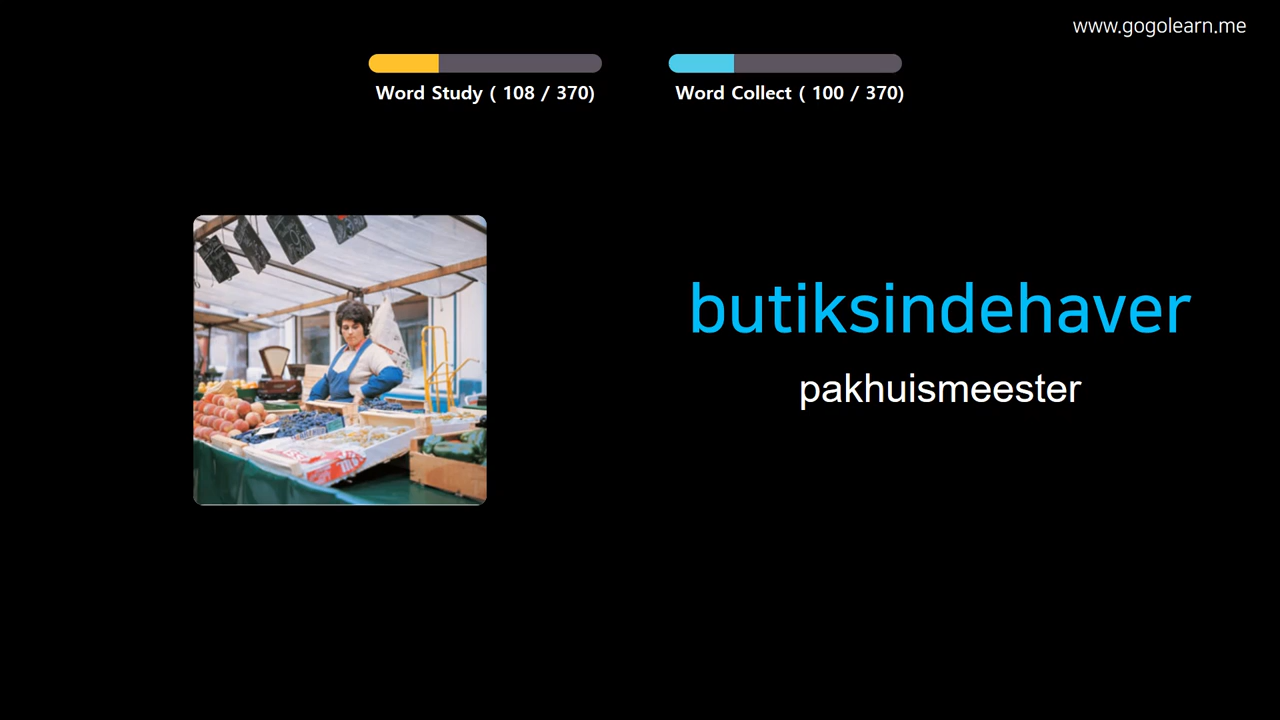 www.gogolearn.me
Word Study ( 108 / 370)
Word Collect ( 100 / 370)
butiksindehaver
pakhuismeester